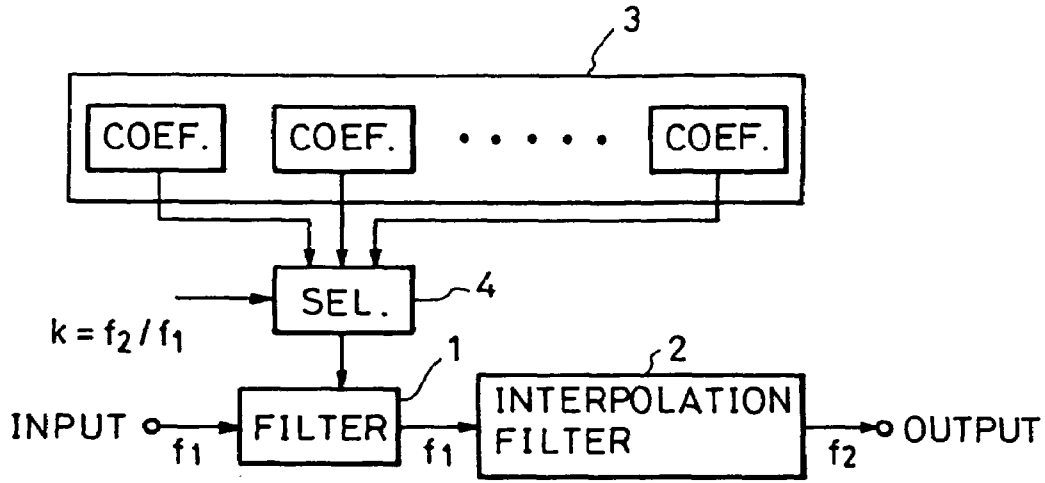 3
COEF. COEF. ..... COEF.
SEL. 4
k = f₂ / f₁
1 2
INPUT f₁ FILTER f₁ INTERPOLATION FILTER f₂ OUTPUT